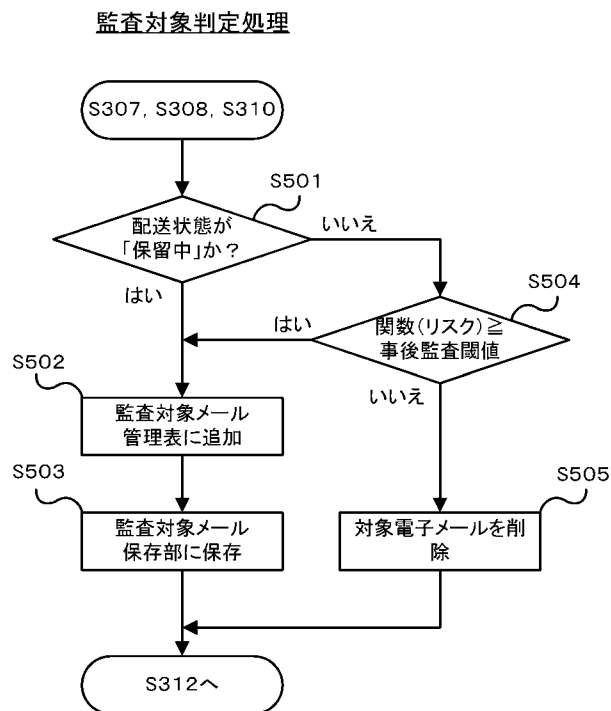 監査対象判定処理
S307, S308, S310
S501
配送状態が
「保留中」か?
いいえ
はい
S504
関数(リスク)≧
事後監査閾値
はい
いいえ
S502
監査対象メール
管理表に追加
S503
監査対象メール
保存部に保存
S505
対象電子メールを削
除
S312へ